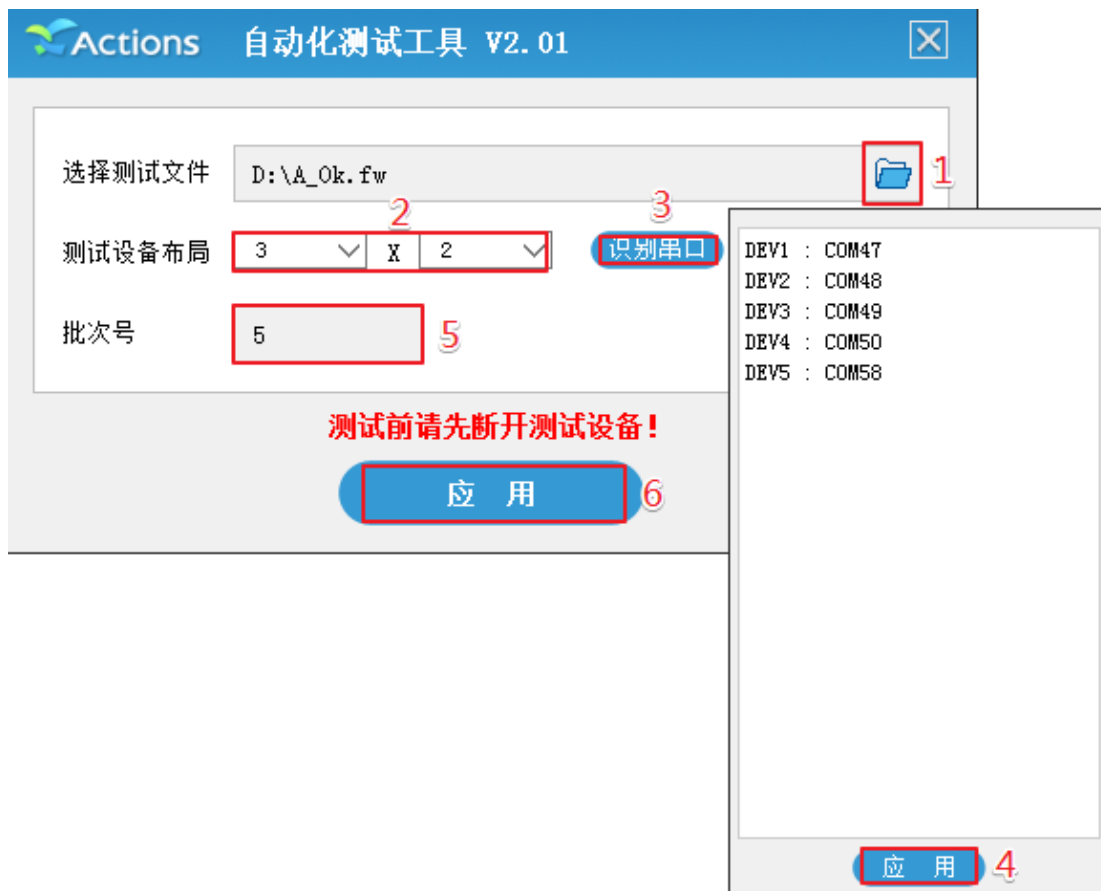 Actions 自动化测试工具 V2.01
选择测试文件 D:\A_Ok.fw 1
2 3
测试设备布局 3 X 2 识别串口
批次号 5 5
测试前请先断开测试设备!
应 用 6
DEV1 : COM47
DEV2 : COM48
DEV3 : COM49
DEV4 : COM50
DEV5 : COM58
应 用 4